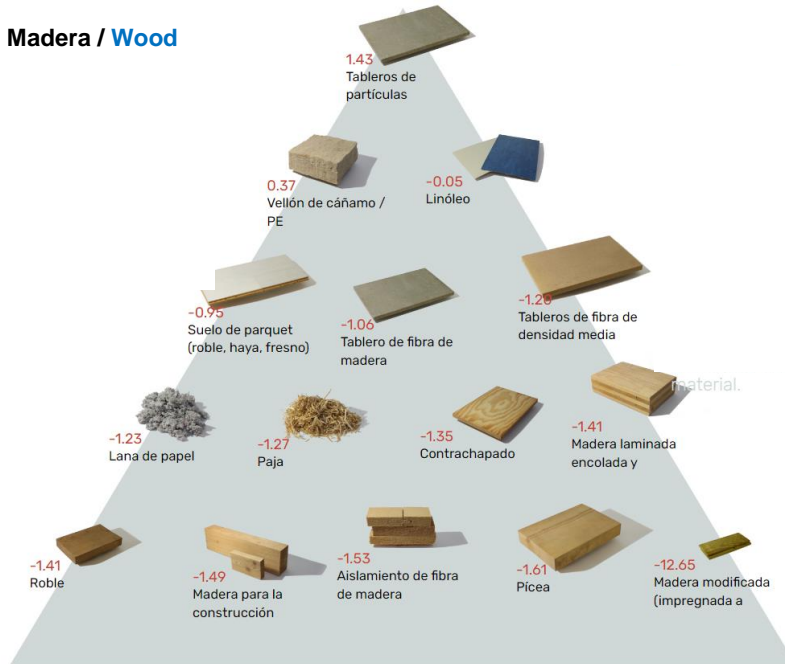 Madera / Wood
1.43
Tableros de
partículas
0.37
Vellón de cáñamo /
PE
-0.05
Linóleo
-0.95
Suelo de parquet
(roble, haya, fresno)
-1.06
Tablero de fibra de
madera
-1.20
Tableros de fibra de
densidad media
material.
-1.23
Lana de papel
-1.27
Paja
-1.35
Contrachapado
-1.41
Madera laminada
encolada y
-1.41
Roble
-1.49
Madera para la
construcción
-1.53
Aislamiento de fibra
de madera
-1.61
Pícea
-12.65
Madera modificada
(impregnada a